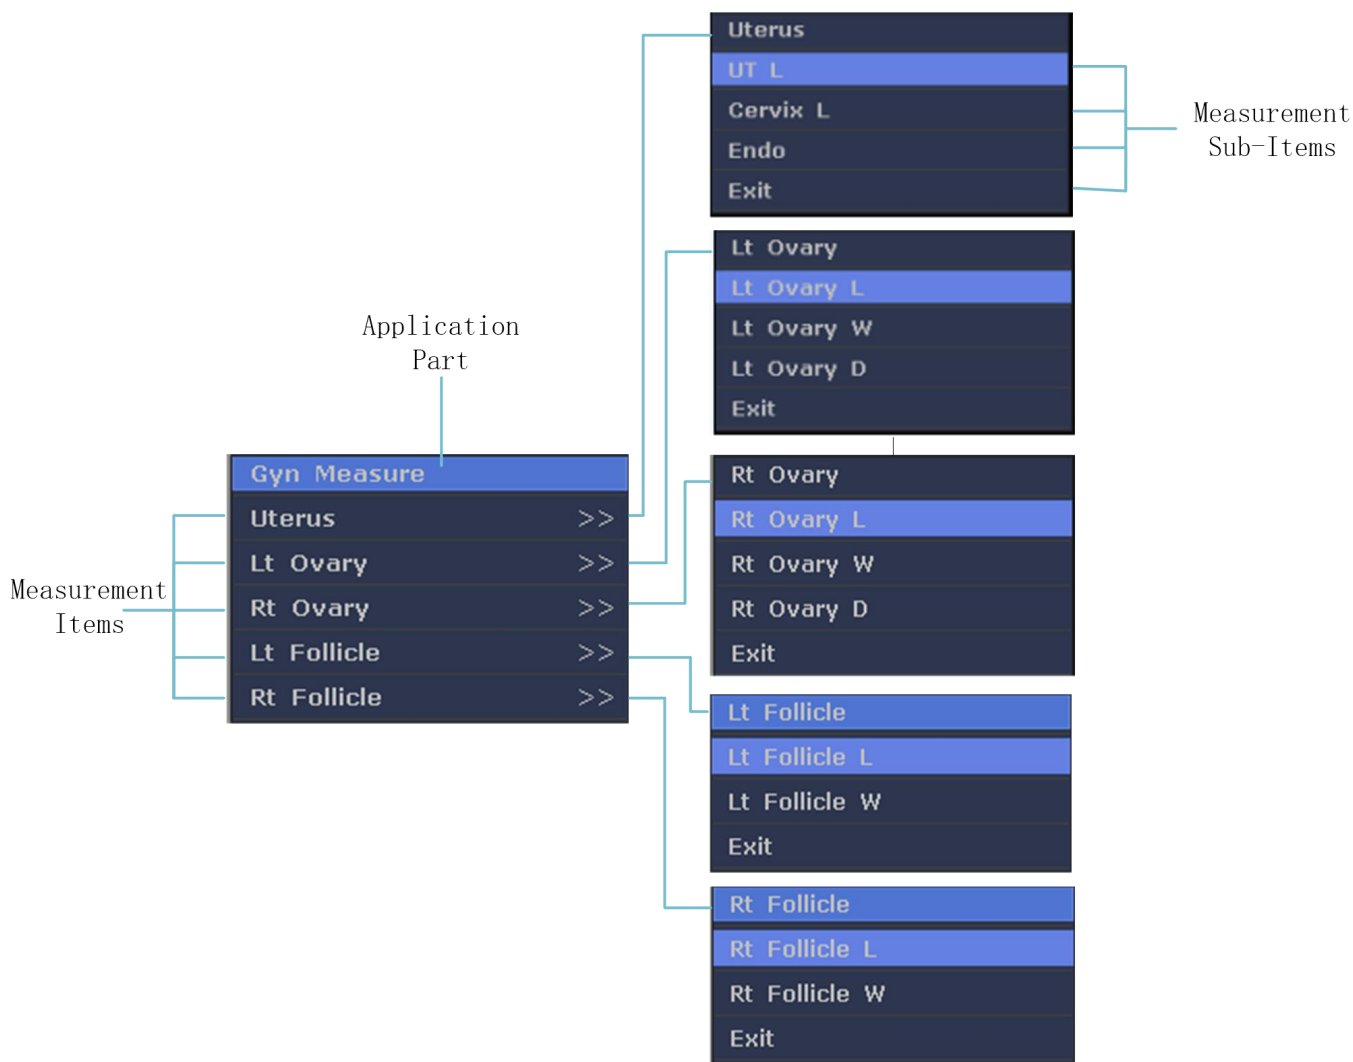 Uterus
UT L
Cervix L
Endo
Exit
Measurement
Sub-Items
Lt Ovary
Lt Ovary L
Lt Ovary W
Lt Ovary D
Exit
Application
Part
Gyn Measure
Uterus >>
Lt Ovary >>
Rt Ovary >>
Lt Follicle >>
Rt Follicle >>
Measurement
Items
Rt Ovary
Rt Ovary L
Rt Ovary W
Rt Ovary D
Exit
Lt Follicle
Lt Follicle L
Lt Follicle W
Exit
Rt Follicle
Rt Follicle L
Rt Follicle W
Exit